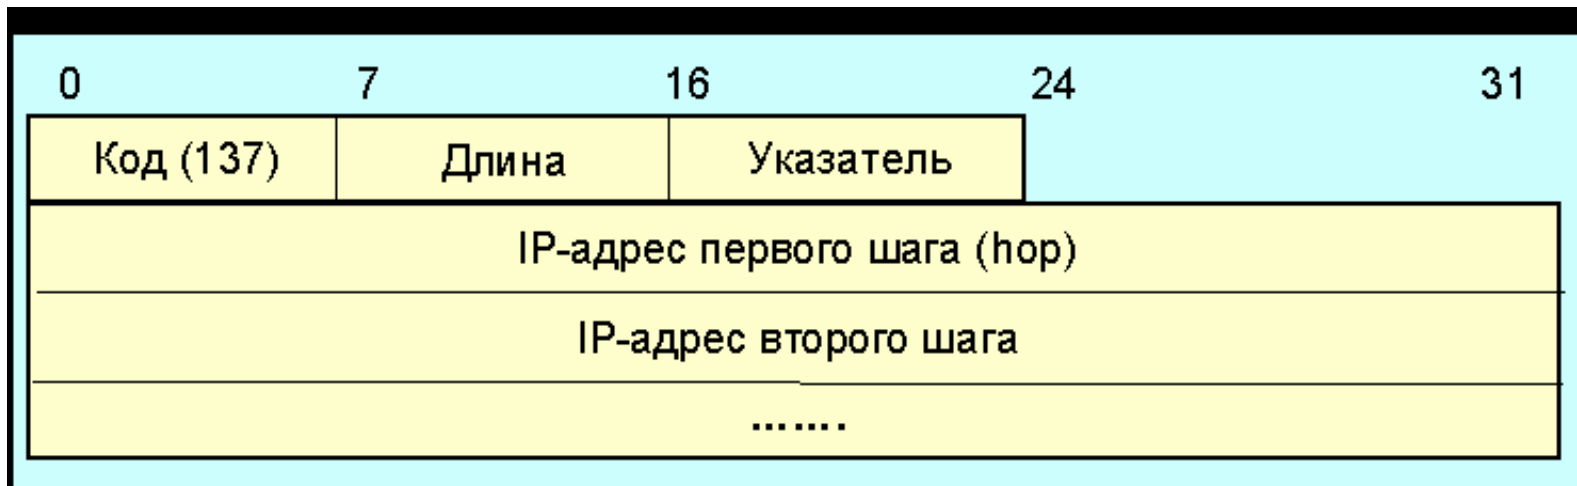 0 7 16 24 31
Код (137) Длина Указатель
IP-адрес первого шага (hop)
IP-адрес второго шага
.......